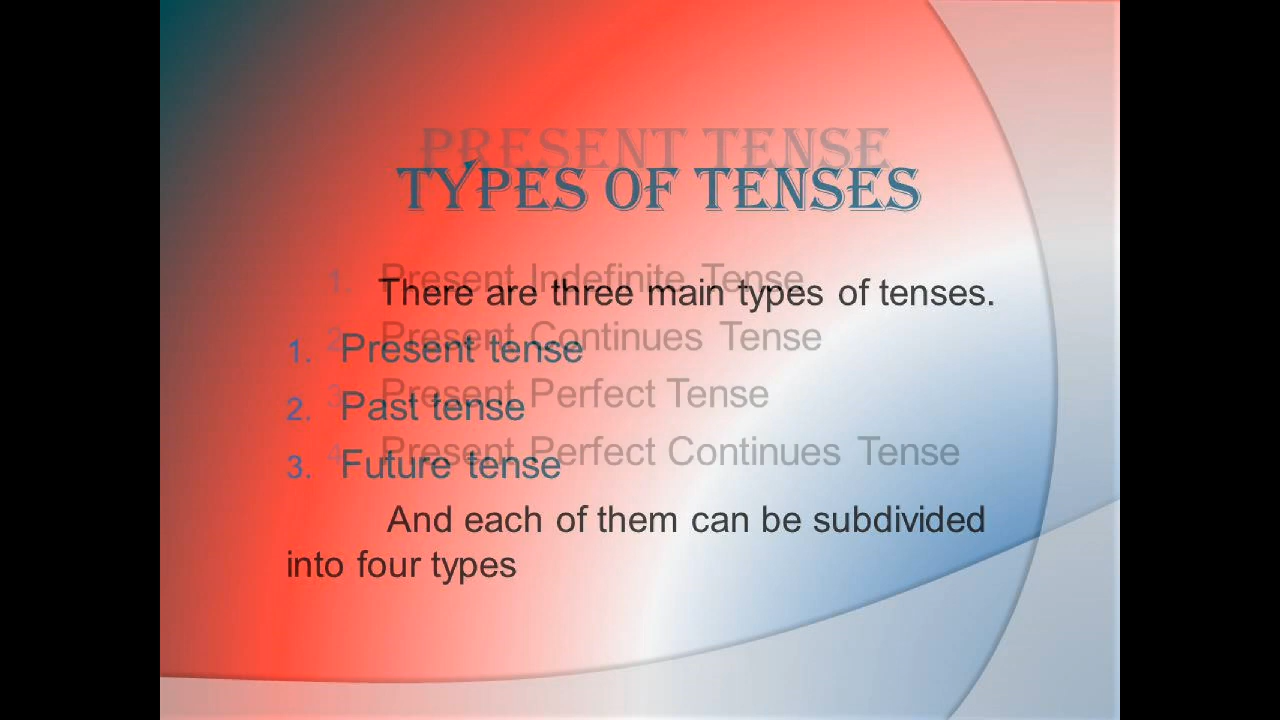 PRESENT TENSE
TYPES OF TENSES
1. Present Indefinite Tense
There are three main types of tenses.
2. Present Continues Tense
1. Present tense
3. Present Perfect Tense
2. Past tense
4. Present Perfect Continues Tense
3. Future tense
And each of them can be subdivided
into four types